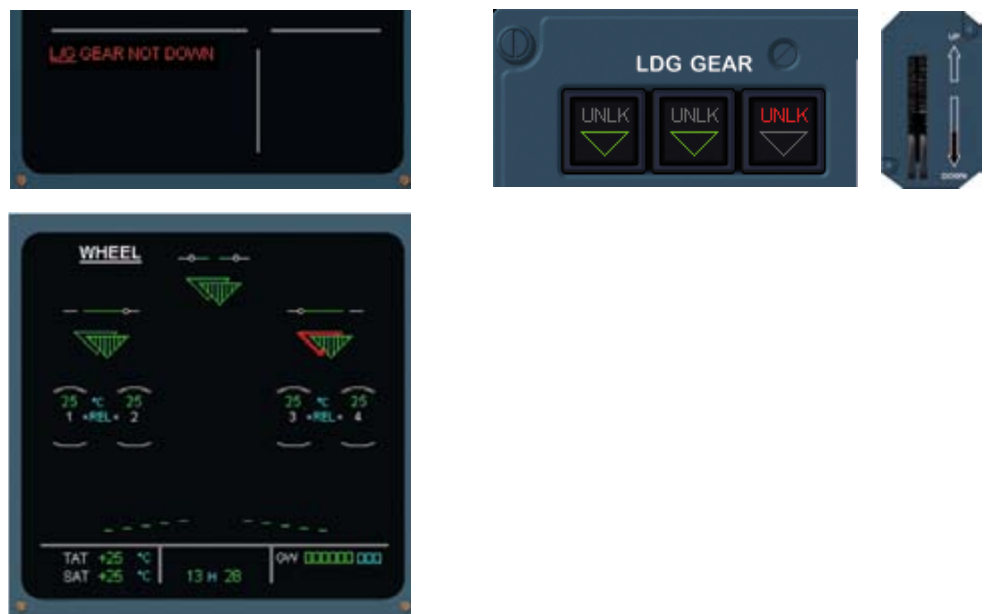 L/G GEAR NOT DOWN
LDG GEAR
UNLK UNLK UNLK
UP
DOWN
WHEEL
25 °C 25 25 °C 25
1 •REL• 2 3 •REL• 4
TAT +25 °C GW
SAT +25 °C 13 H 28